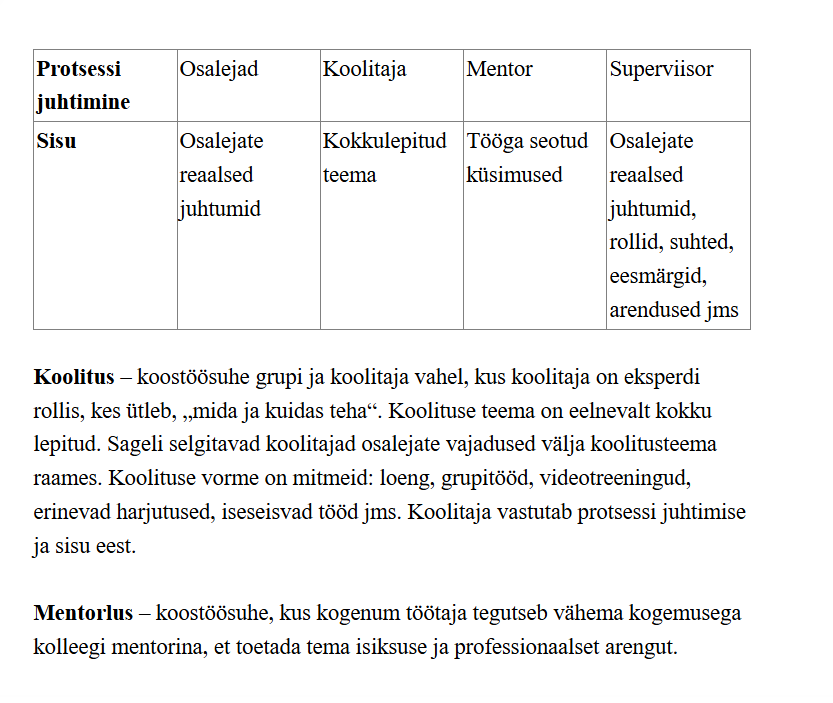 Protsessi juhtimine Osalejad Koolitaja Mentor Superviisor
Sisu Osalejate reaalsed juhtumid Kokkulepitud teema Tööga seotud küsimused Osalejate reaalsed juhtumid, rollid, suhted, eesmärgid, arendused jms
Koolitus – koostöösuhe grupi ja koolitaja vahel, kus koolitaja on eksperdi
rollis, kes ütleb, „mida ja kuidas teha“. Koolituse teema on eelnevalt kokku
lepitud. Sageli selgitavad koolitajad osalejate vajadused välja koolitusteema
raames. Koolituse vorme on mitmeid: loeng, grupitööd, videotreeningud,
erinevad harjutused, iseseisvad tööd jms. Koolitaja vastutab protsessi juhtimise
ja sisu eest.
Mentorlus – koostöösuhe, kus kogenum töötaja tegutseb vähema kogemusega
kolleegi mentorina, et toetada tema isiksuse ja professionaalset arengut.